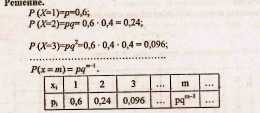 Решение.
P (X=1)=p=0,6;
P (X=2)=pq= 0,6 · 0,4 = 0,24;
P (X=3)=pq²=0,6 · 0,4 · 0,4 = 0,096;
..............................................
P(x = m) = pqᵐ⁻¹.
xᵢ 1 2 3 ... m ...
pᵢ 0,6 0,24 0,096 ... pqᵐ⁻¹ ...